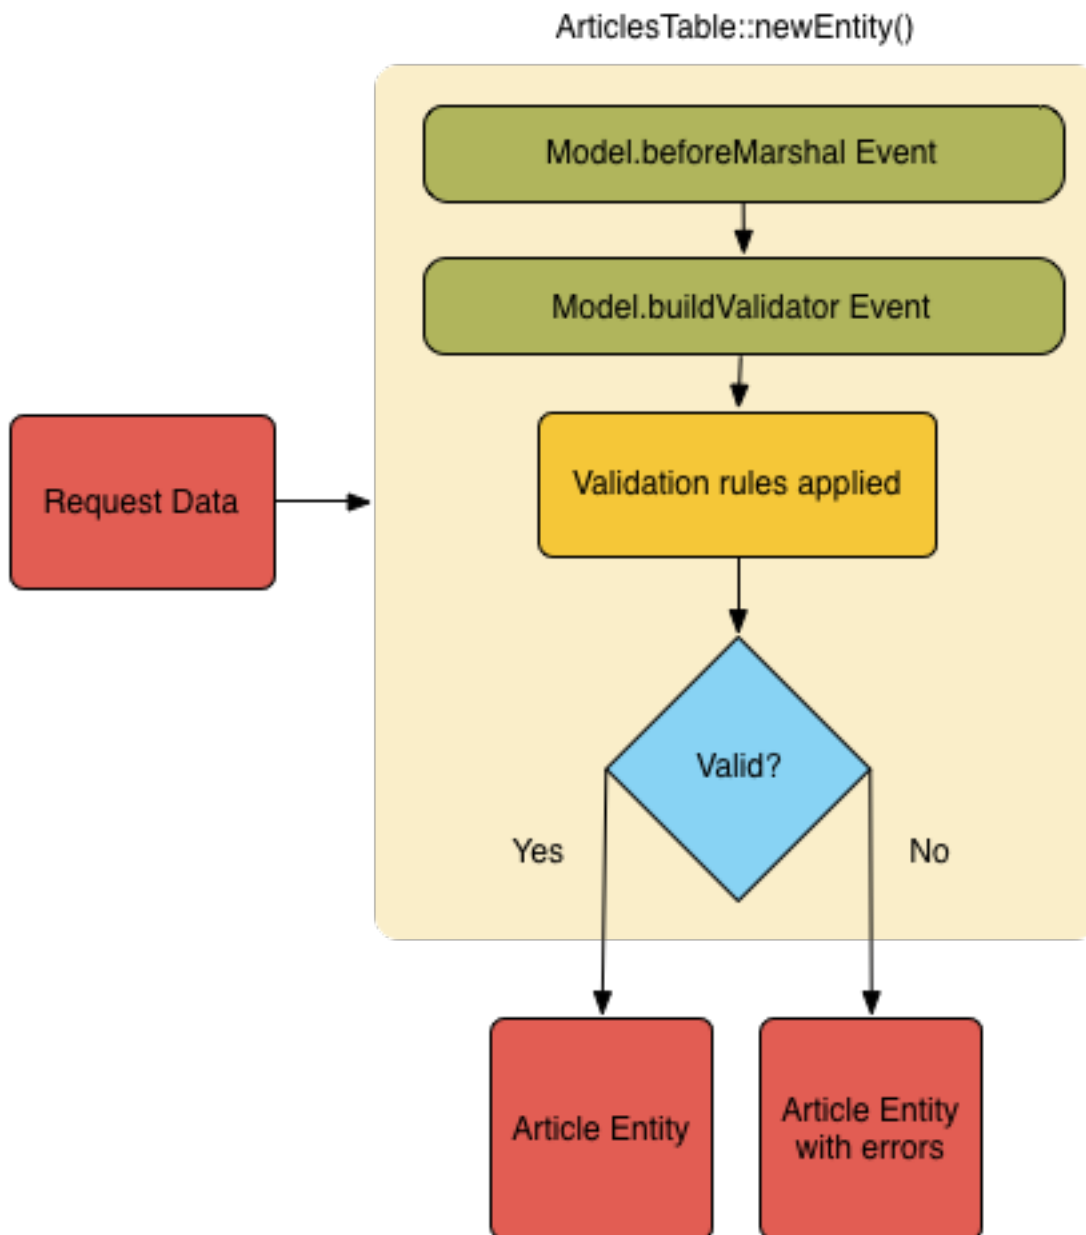 ArticlesTable::newEntity()
Model.beforeMarshal Event
Model.buildValidator Event
Request Data
Validation rules applied
Valid?
Yes
No
Article Entity
Article Entity
with errors